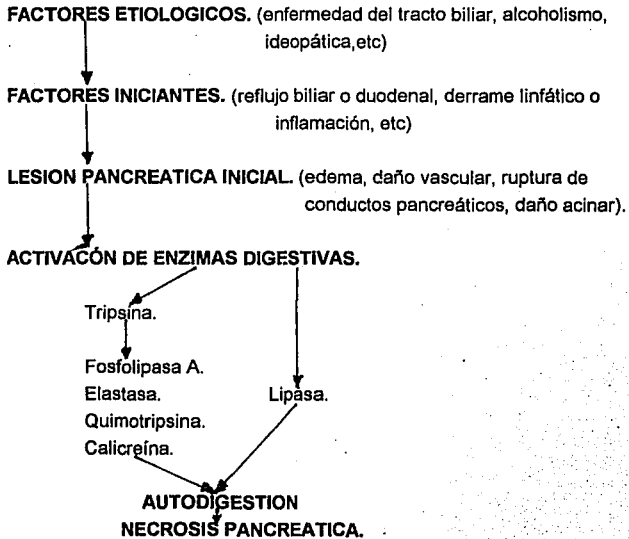 FACTORES ETIOLOGICOS. (enfermedad del tracto biliar, alcoholismo,
ideopática,etc)
FACTORES INICIANTES. (reflujo biliar o duodenal, derrame linfático o
inflamación, etc)
LESION PANCREATICA INICIAL. (edema, daño vascular, ruptura de
conductos pancreáticos, daño acinar).
ACTIVACÓN DE ENZIMAS DIGESTIVAS.
Tripsina.
Fosfolipasa A.
Elastasa.
Lipasa.
Quimotripsina.
Calicreína.
AUTODIGESTION
NECROSIS PANCREATICA.